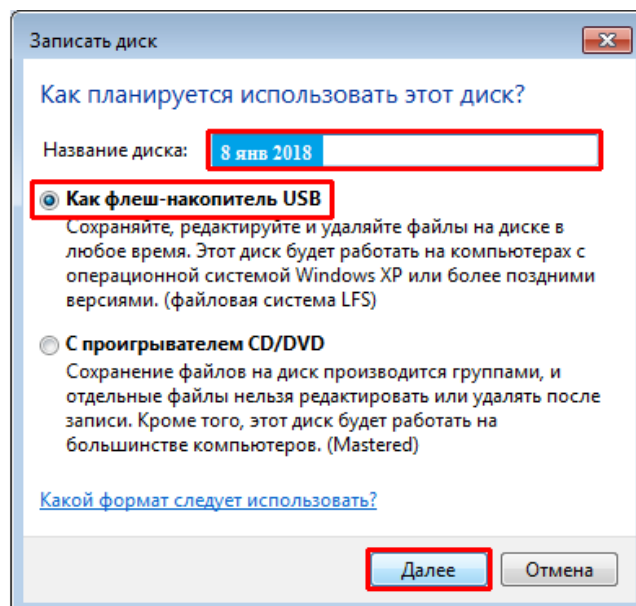 Записать диск
Как планируется использовать этот диск?
Название диска: 8 янв 2018
Как флеш-накопитель USB
Сохраняйте, редактируйте и удаляйте файлы на диске в
любое время. Этот диск будет работать на компьютерах с
операционной системой Windows XP или более поздними
версиями. (файловая система LFS)
С проигрывателем CD/DVD
Сохранение файлов на диск производится группами, и
отдельные файлы нельзя редактировать или удалять после
записи. Кроме того, этот диск будет работать на
большинстве компьютеров. (Mastered)
Какой формат следует использовать?
Далее Отмена